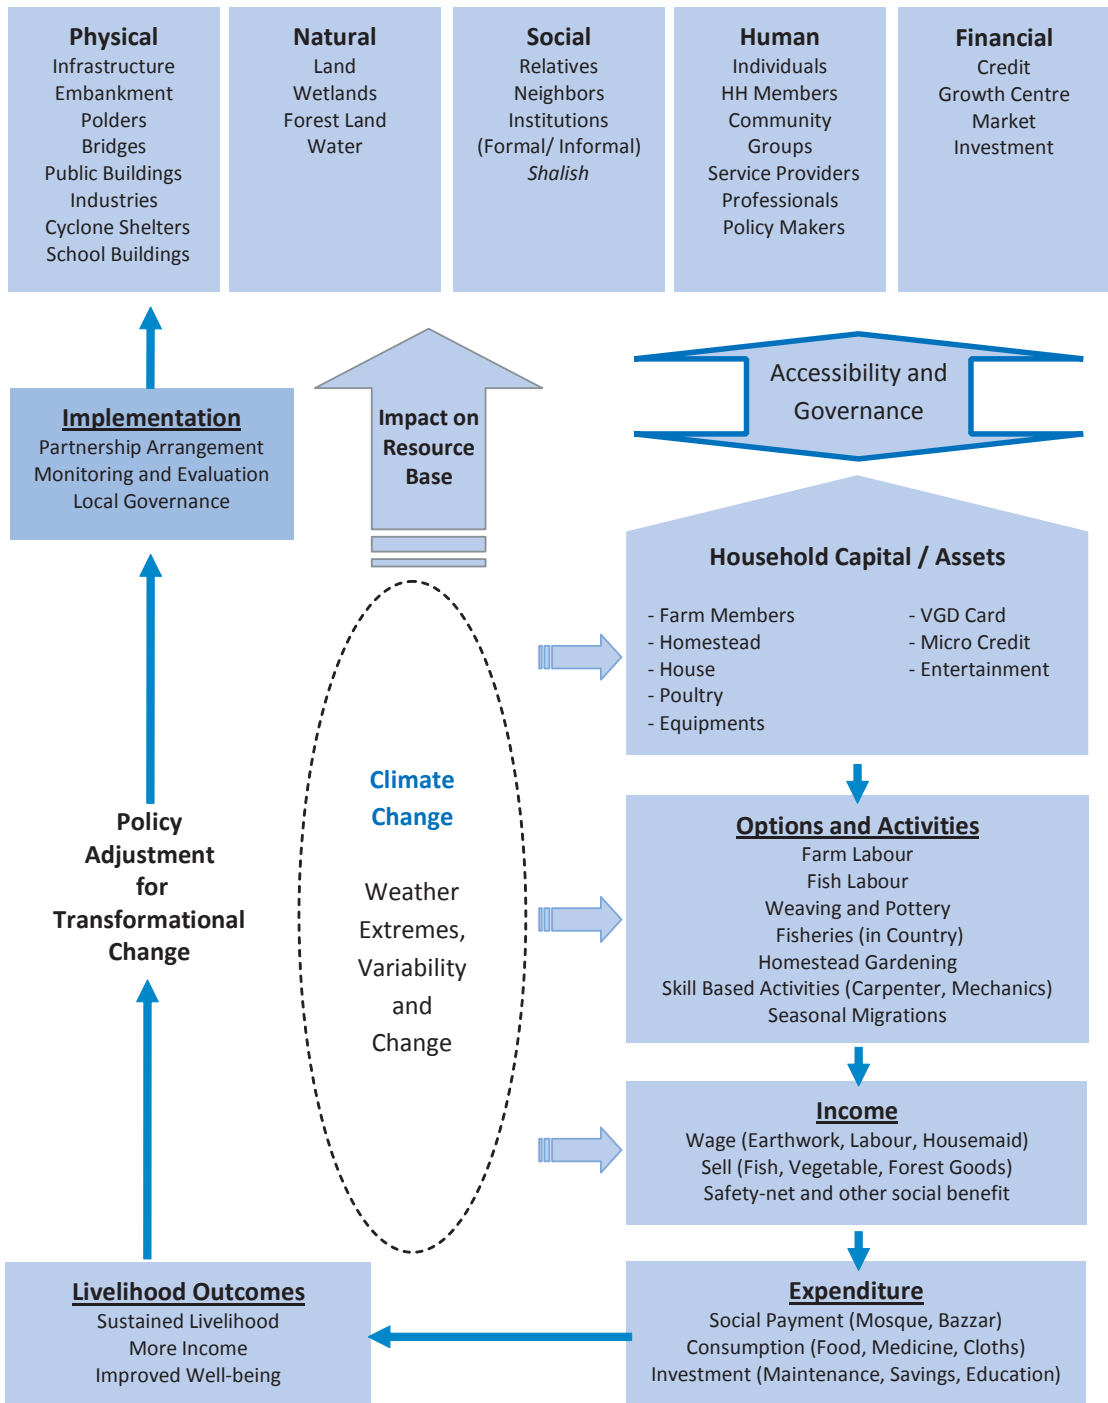 Physical
Infrastructure
Embankment
Polders
Bridges
Public Buildings
Industries
Cyclone Shelters
School Buildings
Natural
Land
Wetlands
Forest Land
Water
Social
Relatives
Neighbors
Institutions
(Formal/ Informal)
Shalish
Human
Individuals
HH Members
Community
Groups
Service Providers
Professionals
Policy Makers
Financial
Credit
Growth Centre
Market
Investment
Implementation
Partnership Arrangement
Monitoring and Evaluation
Local Governance
Impact on
Resource
Base
Accessibility and
Governance
Household Capital / Assets
- Farm Members
- Homestead
- House
- Poultry
- Equipments
- VGD Card
- Micro Credit
- Entertainment
Climate
Change
Weather
Extremes,
Variability
and
Change
Policy
Adjustment
for
Transformational
Change
Options and Activities
Farm Labour
Fish Labour
Weaving and Pottery
Fisheries (in Country)
Homestead Gardening
Skill Based Activities (Carpenter, Mechanics)
Seasonal Migrations
Income
Wage (Earthwork, Labour, Housemaid)
Sell (Fish, Vegetable, Forest Goods)
Safety-net and other social benefit
Expenditure
Social Payment (Mosque, Bazzar)
Consumption (Food, Medicine, Cloths)
Investment (Maintenance, Savings, Education)
Livelihood Outcomes
Sustained Livelihood
More Income
Improved Well-being